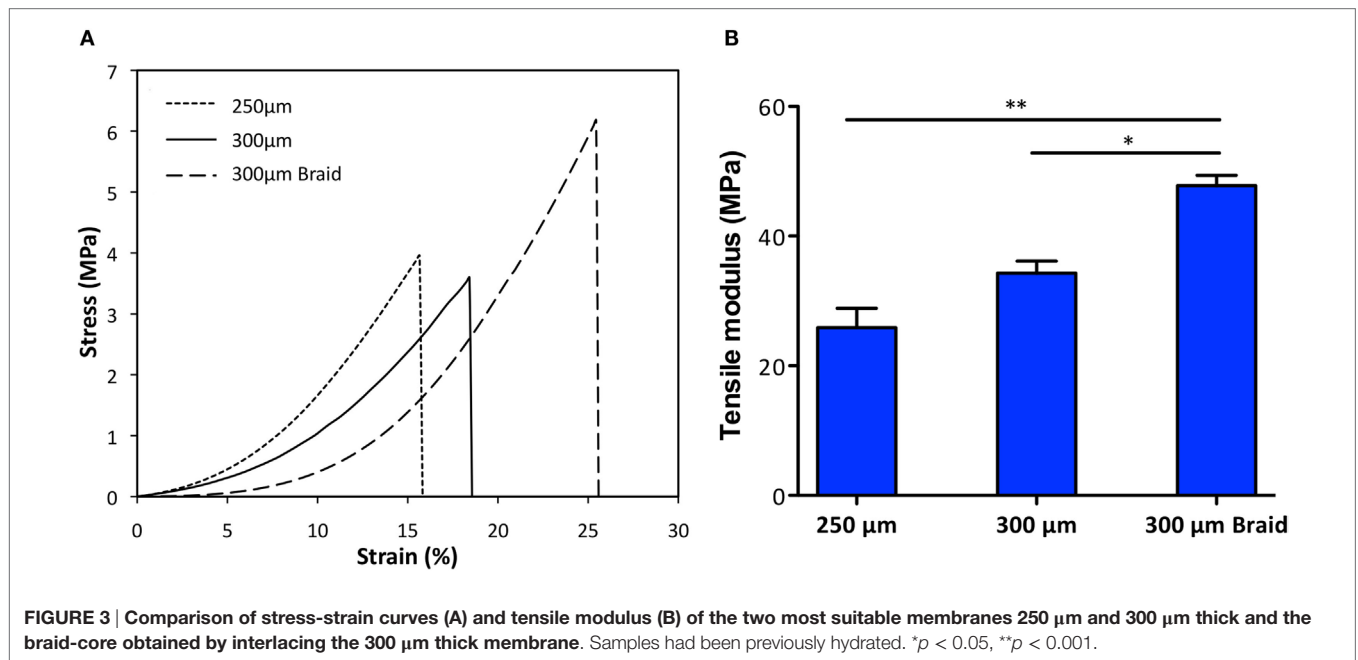 A
7
6
5
4
3
2
1
0
Stress (MPa)
250µm
300µm
300µm Braid
0 5 10 15 20 25 30
Strain (%)
B
60
40
20
0
Tensile modulus (MPa)
**
*
250 µm 300 µm 300 µm Braid
FIGURE 3 | Comparison of stress-strain curves (A) and tensile modulus (B) of the two most suitable membranes 250 µm and 300 µm thick and the
braid-core obtained by interlacing the 300 µm thick membrane. Samples had been previously hydrated. *p < 0.05, **p < 0.001.